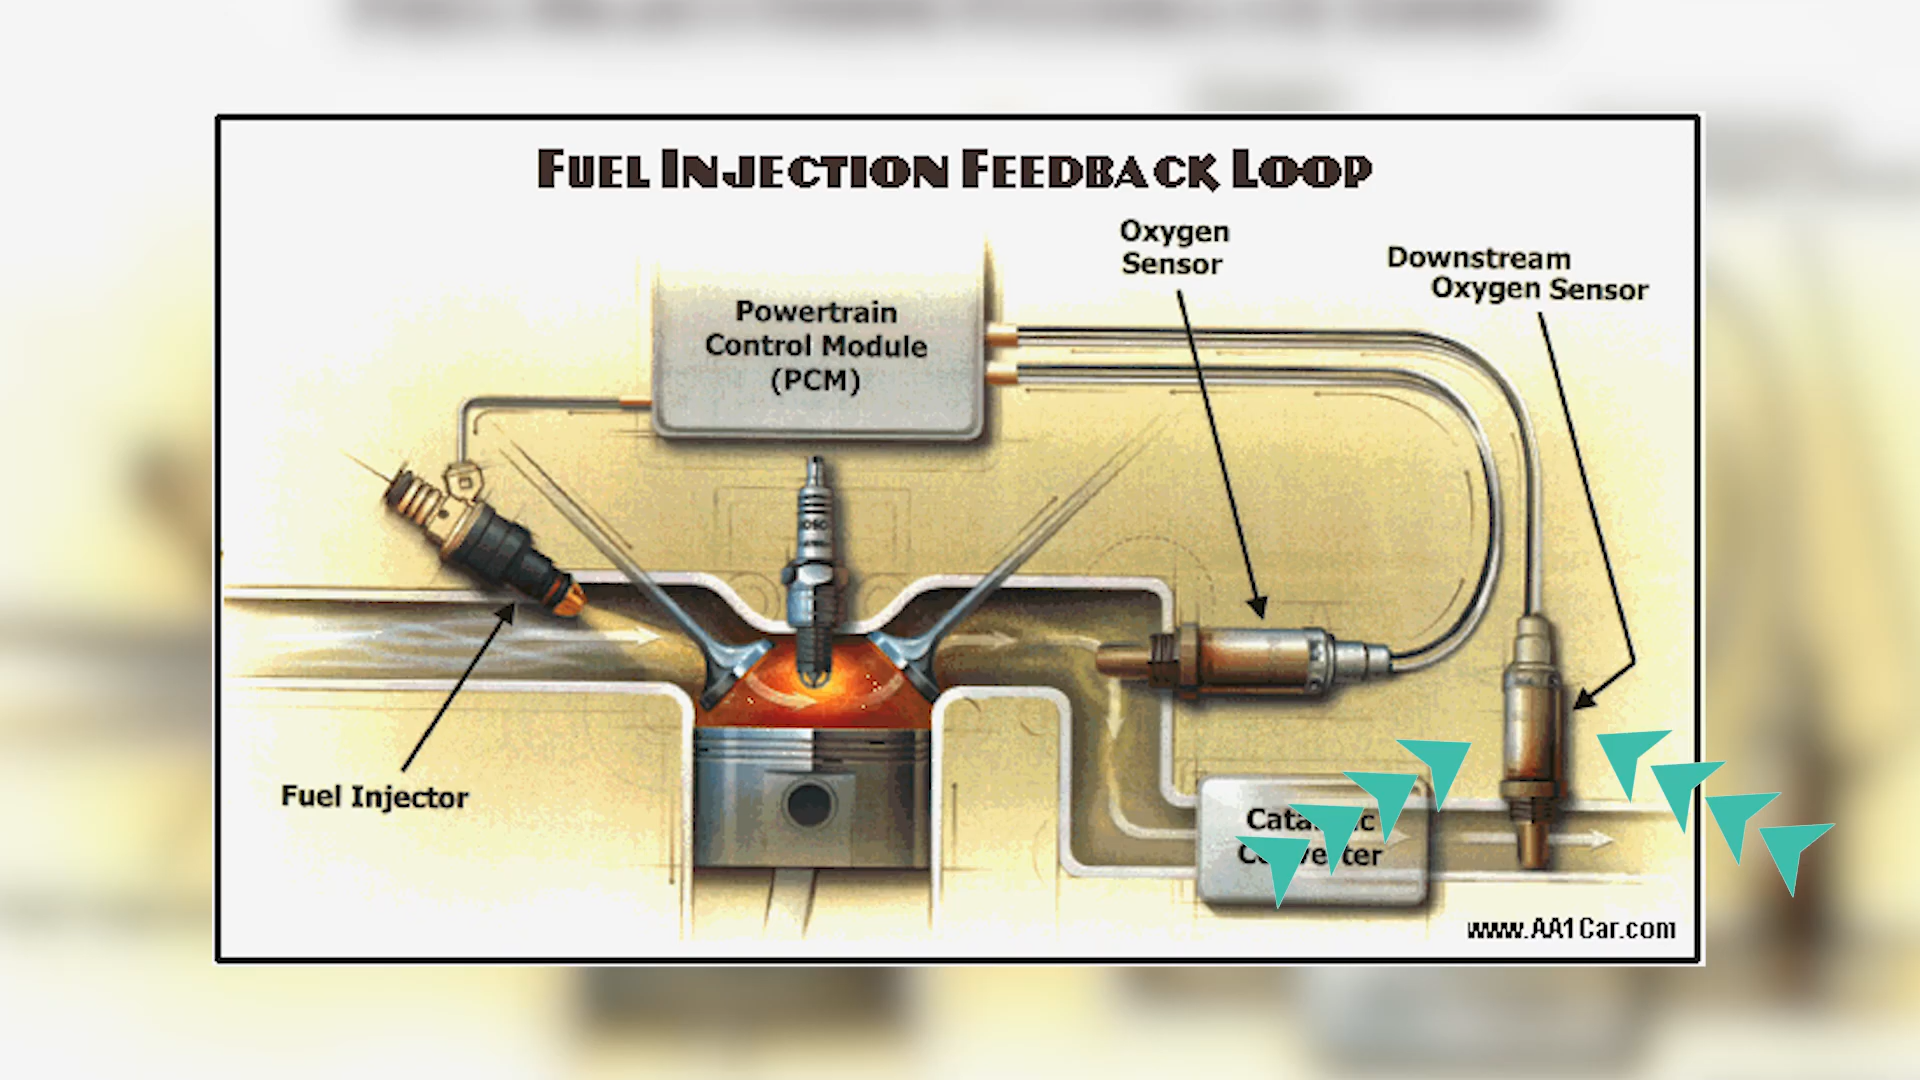 FUEL INJECTION FEEDBACK LOOP
Oxygen
Sensor
Downstream
Oxygen Sensor
Powertrain
Control Module
(PCM)
Fuel Injector
www.AA1Car.com